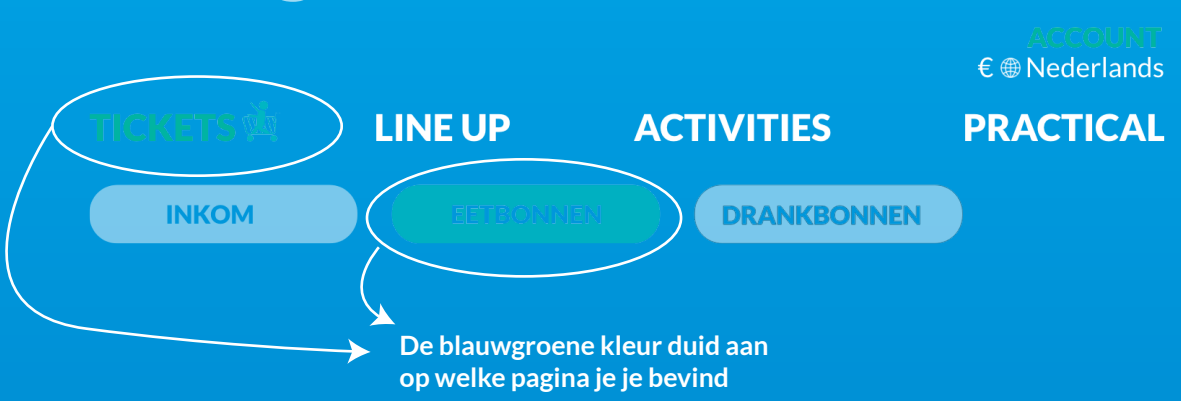 ACCOUNT
€ Nederlands
TICKETS
LINE UP
ACTIVITIES
PRACTICAL
INKOM
EETBONNEN
DRANKBONNEN
De blauwgroene kleur duid aan
op welke pagina je je bevind